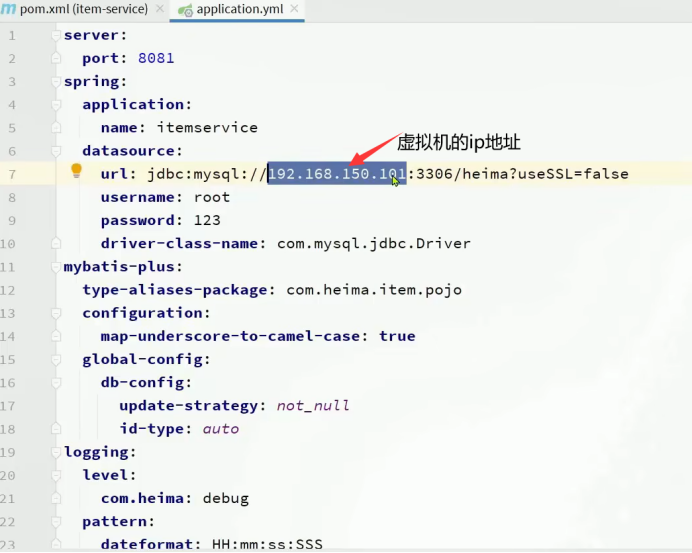 pom.xml (item-service) × application.yml ×
1 server:
2 port: 8081
3 spring:
4 application:
5 name: itemservice
虚拟机的ip地址
6 datasource:
7 url: jdbc:mysql://192.168.150.101:3306/heima?useSSL=false
8 username: root
9 password: 123
10 driver-class-name: com.mysql.jdbc.Driver
11 mybatis-plus:
12 type-aliases-package: com.heima.item.pojo
13 configuration:
14 map-underscore-to-camel-case: true
15 global-config:
16 db-config:
17 update-strategy: not_null
18 id-type: auto
19 logging:
20 level:
21 com.heima: debug
22 pattern:
23 dateformat: HH:mm:ss:SSS